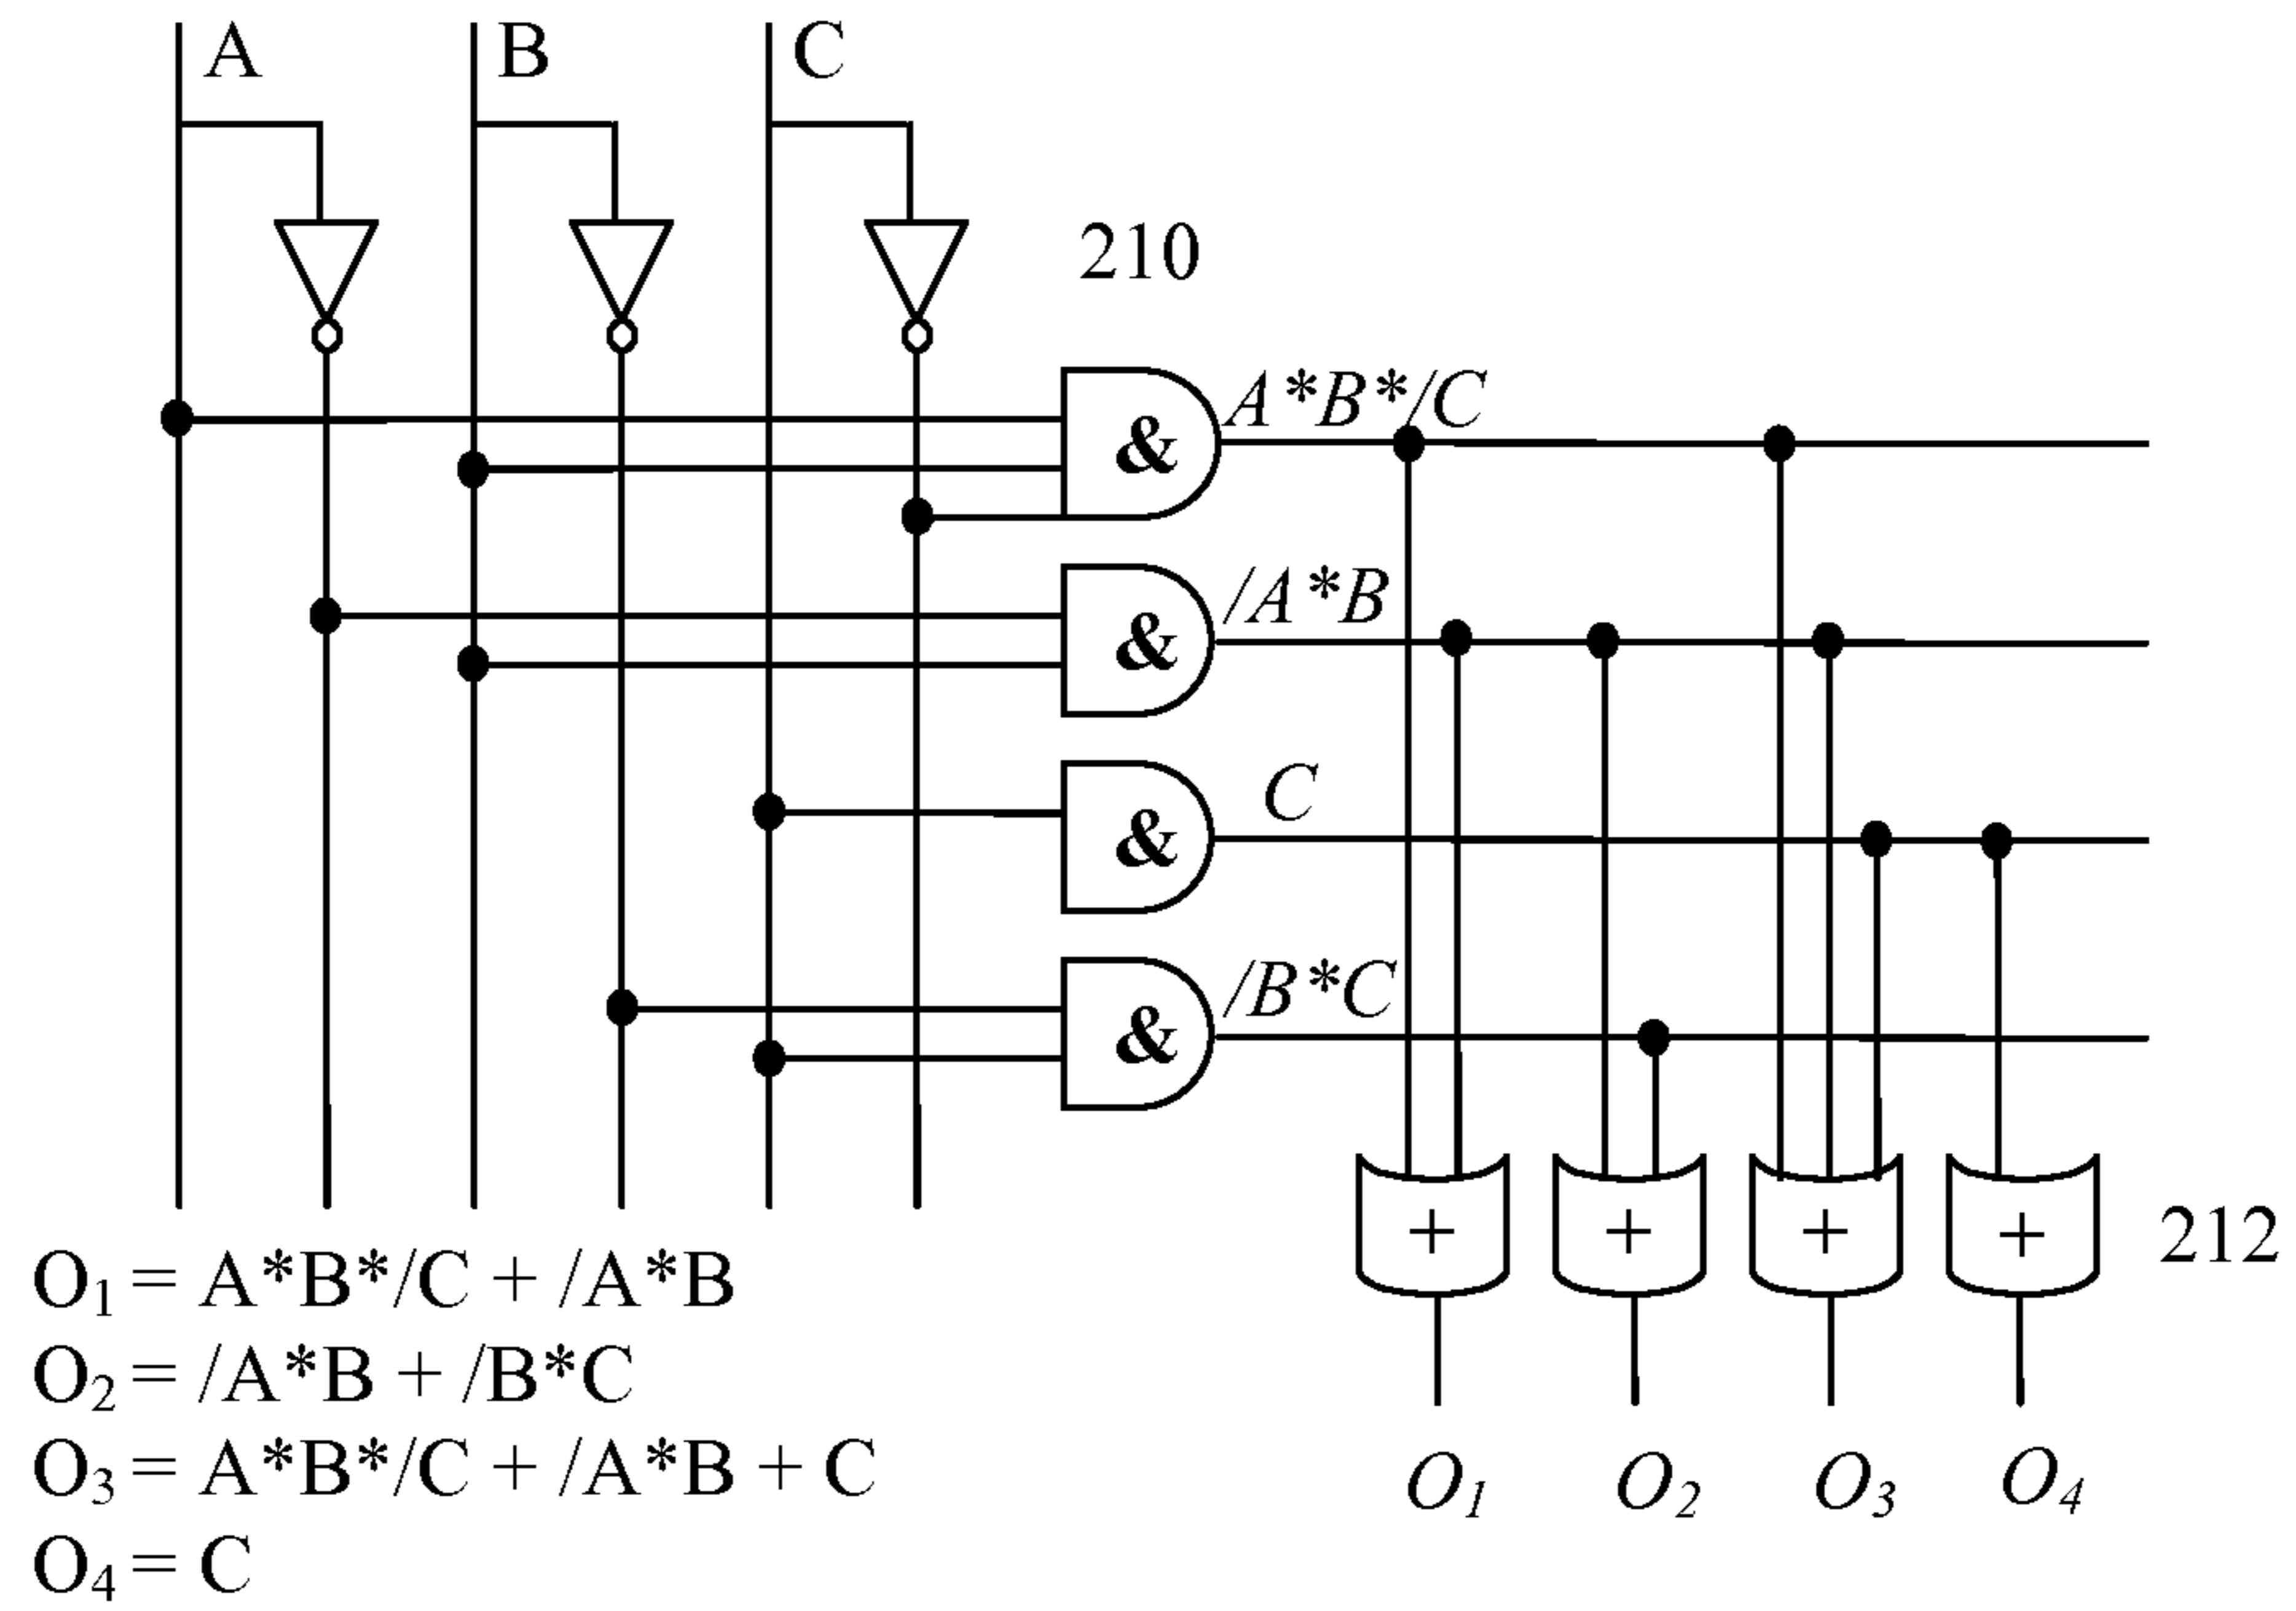 A B C
210
A*B*/C
&
/A*B
&
C
&
/B*C
&
+ + + +
212
O₁ = A*B*/C + /A*B
O₂ = /A*B + /B*C
O₃ = A*B*/C + /A*B + C
O₄ = C
O₁ O₂ O₃ O₄